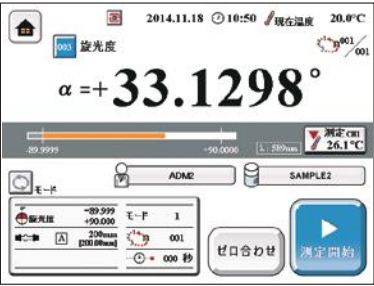 2014.11.18 10:50 現在温度 20.0°C
003 旋光度
001/001
α =+33.1298°
-89.9999 +90.0000 λ : 589nm 測定 cm 26.1°C
モード ADM2 SAMPLE2
旋光度 -89.999 +90.000 モード 1
A 200mm [200.00mm] 001
000 秒
ゼロ合わせ 測定開始